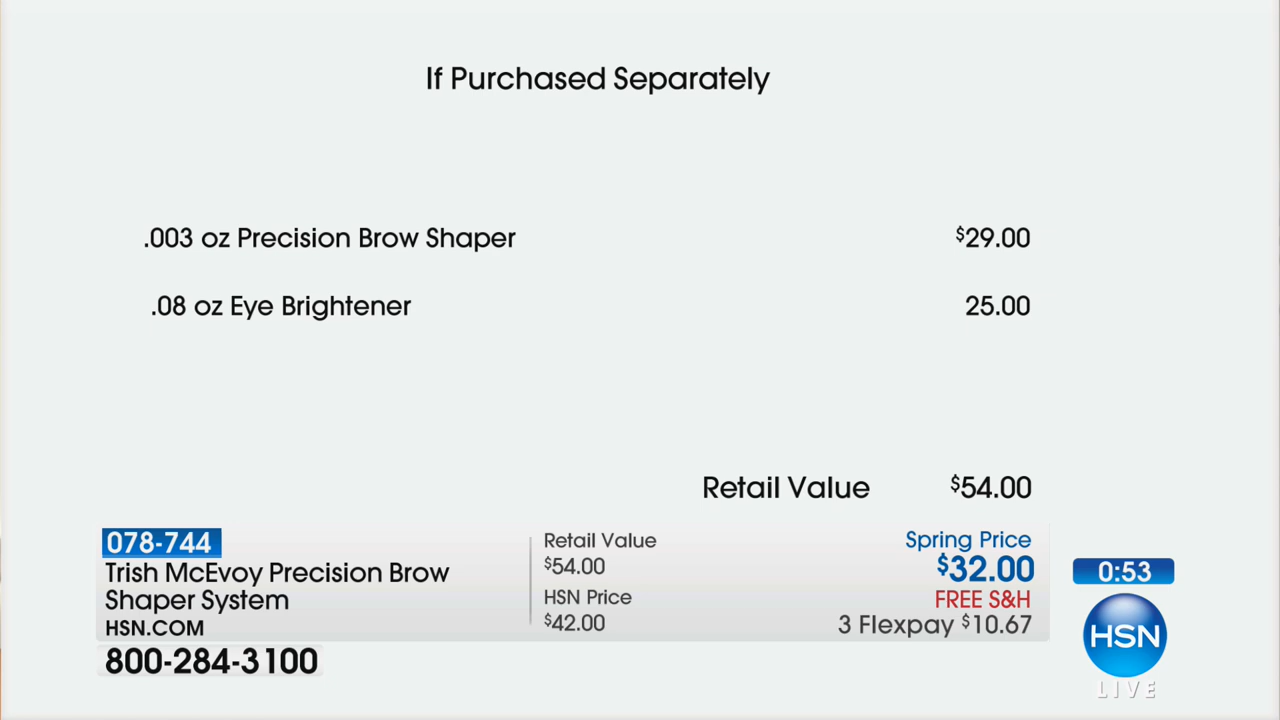 If Purchased Separately
.003 oz Precision Brow Shaper $29.00
.08 oz Eye Brightener 25.00
Retail Value $54.00
078-744
Trish McEvoy Precision Brow
Shaper System
HSN.COM
800-284-3100
Retail Value
$54.00
HSN Price
$42.00
Spring Price
$32.00
FREE S&H
3 Flexpay $10.67
0:53
HSN
LIVE